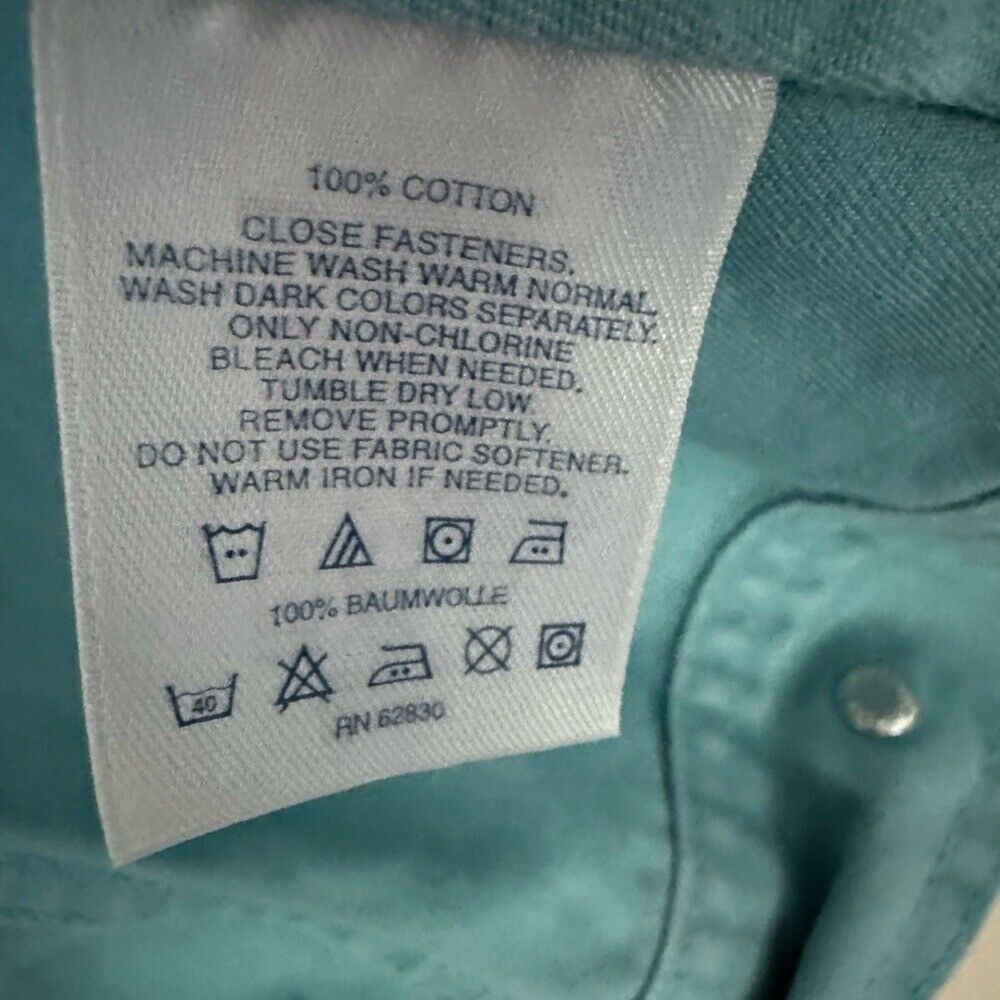 100% COTTON
CLOSE FASTENERS.
MACHINE WASH WARM NORMAL.
WASH DARK COLORS SEPARATELY.
ONLY NON-CHLORINE
BLEACH WHEN NEEDED.
TUMBLE DRY LOW.
REMOVE PROMPTLY.
DO NOT USE FABRIC SOFTENER.
WARM IRON IF NEEDED.
100% BAUMWOLLE
40
RN 62830